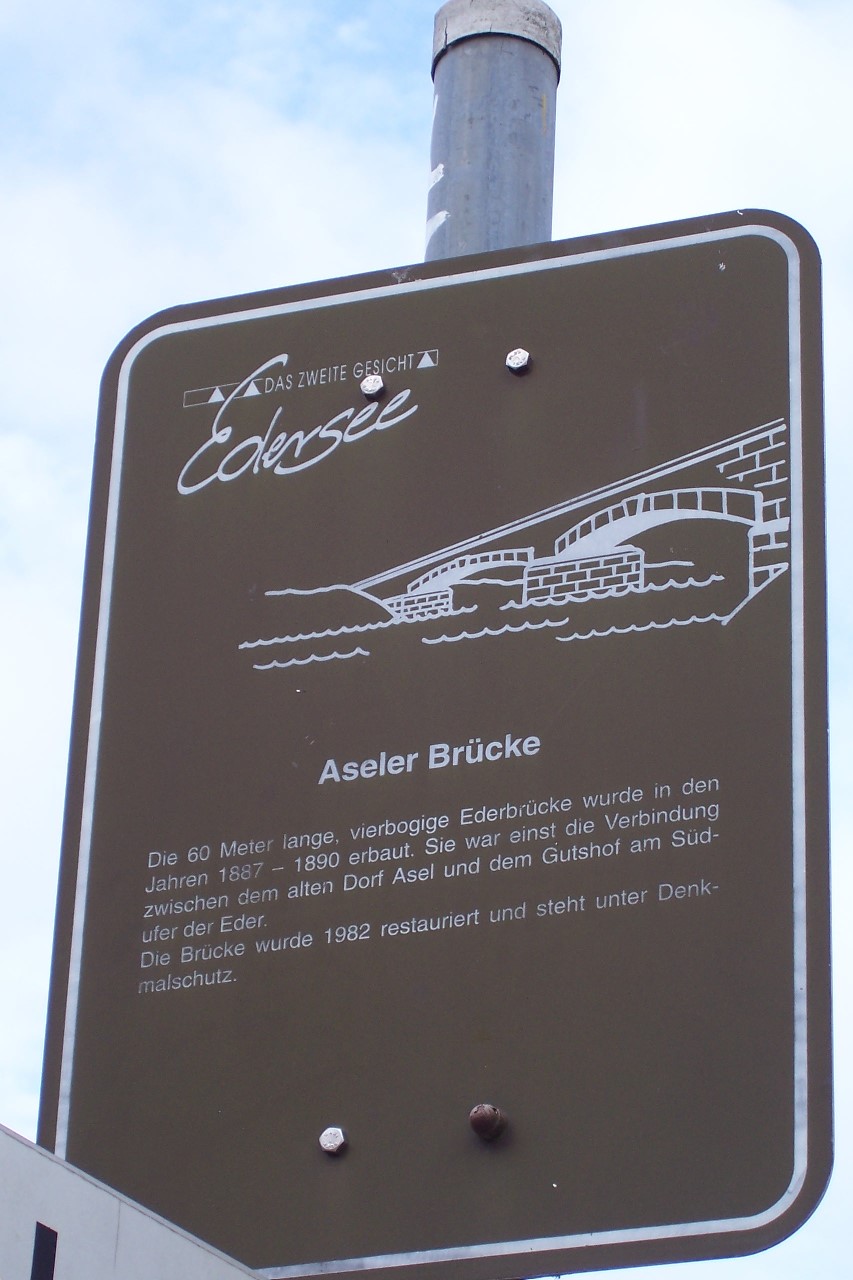 DAS ZWEITE GESICHT
Edersee
Aseler Brücke
Die 60 Meter lange, vierbogige Ederbrücke wurde in den
Jahren 1887 – 1890 erbaut. Sie war einst die Verbindung
zwischen dem alten Dorf Asel und dem Gutshof am Süd-
ufer der Eder.
Die Brücke wurde 1982 restauriert und steht unter Denk-
malschutz.